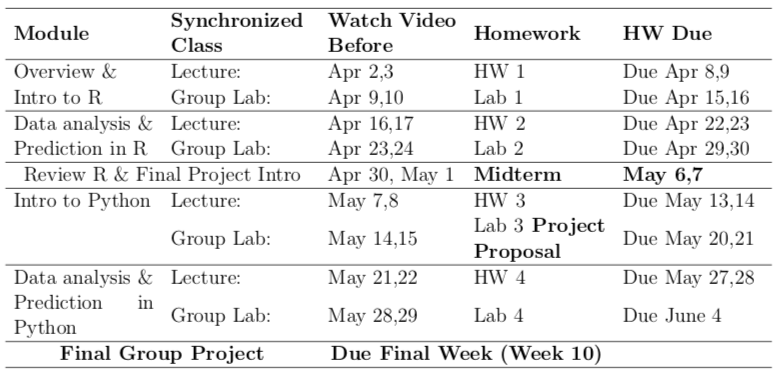 Module Synchronized Class Watch Video Before Homework HW Due
Overview & Lecture: Apr 2,3 HW 1 Due Apr 8,9
Intro to R Group Lab: Apr 9,10 Lab 1 Due Apr 15,16
Data analysis & Lecture: Apr 16,17 HW 2 Due Apr 22,23
Prediction in R Group Lab: Apr 23,24 Lab 2 Due Apr 29,30
Review R & Final Project Intro Apr 30, May 1 Midterm May 6,7
Intro to Python Lecture: May 7,8 HW 3 Due May 13,14
Group Lab: May 14,15 Lab 3 Project Proposal Due May 20,21
Data analysis & Lecture: May 21,22 HW 4 Due May 27,28
Prediction in Python Group Lab: May 28,29 Lab 4 Due June 4
Final Group Project Due Final Week (Week 10)